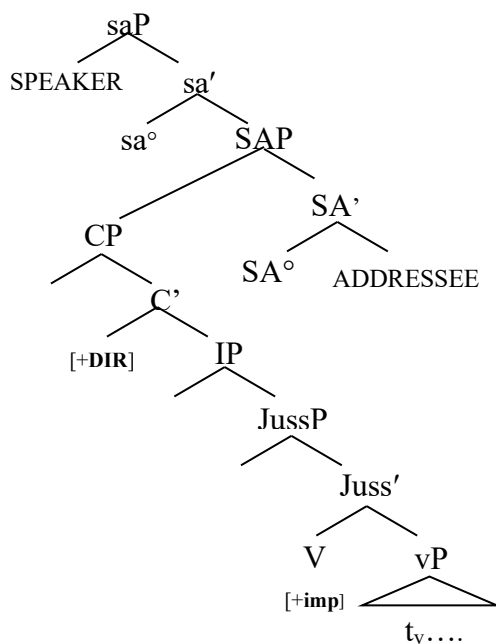 saP
SPEAKER sa′
sa° SAP
SA’
CP
SA° ADDRESSEE
C’
[+DIR] IP
JussP
Juss′
V vP
[+imp]
tv….